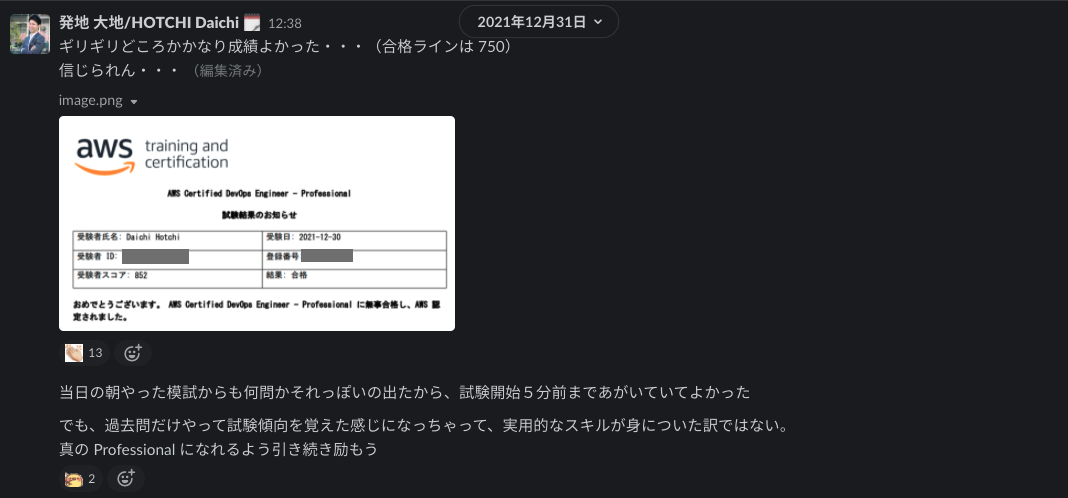 発地 大地/HOTCHI Daichi 12:38
2021年12月31日
ギリギリどころかかなり成績よかった・・・（合格ラインは 750）
信じられん・・・ （編集済み）
image.png
aws training and certification
AWS Certified DevOps Engineer - Professional
試験結果のお知らせ
受験者氏名: Daichi Hotchi
受験日: 2021-12-30
受験者 ID:
登録番号
受験者スコア: 852
結果: 合格
おめでとうございます。 AWS Certified DevOps Engineer - Professional に無事合格し、AWS 認
定されました。
13
当日の朝やった模試からも何問かそれっぽいの出たから、試験開始５分前まであがいていてよかった
でも、過去問だけやって試験傾向を覚えた感じになっちゃって、実用的なスキルが身についた訳ではない。
真の Professional になれるよう引き続き励もう
2